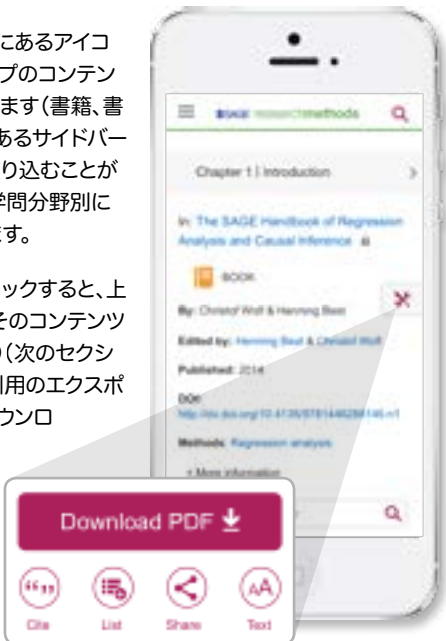 にあるアイコ
プのコンテン
ます（書籍、書
あるサイドバー
り込むことが
学問分野別に
ます。
ックすると、上
そのコンテンツ
）（次のセクシ
引用のエクスポ
ウンロ
SAGE researchmethods
Chapter 1 | Introduction
In: The SAGE Handbook of Regression
Analysis and Causal Inference
BOOK
By: Christof Wolf & Henning Best
Edited by: Henning Best & Christof Wolf
Published: 2014
DOI:
Methods: Regression analysis
+ More information
Download PDF
Cite
List
Share
AA
Text